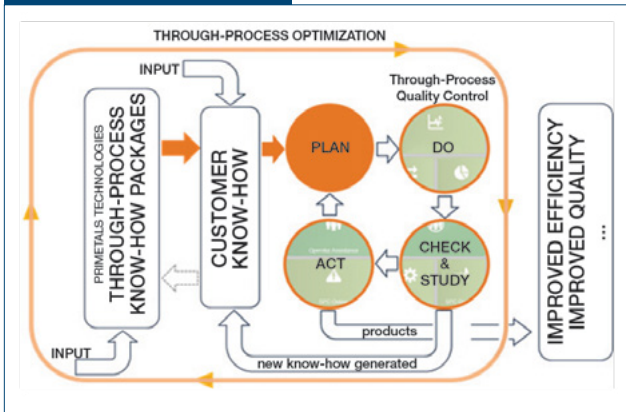 THROUGH-PROCESS OPTIMIZATION
INPUT
Through-Process
Quality Control
PRIMETALS TECHNOLOGIES
THROUGH-PROCESS
KNOW-HOW PACKAGES
CUSTOMER
KNOW-HOW
PLAN
DO
ACT
CHECK
&
STUDY
IMPROVED EFFICIENCY
IMPROVED QUALITY
...
products
INPUT
new know-how generated